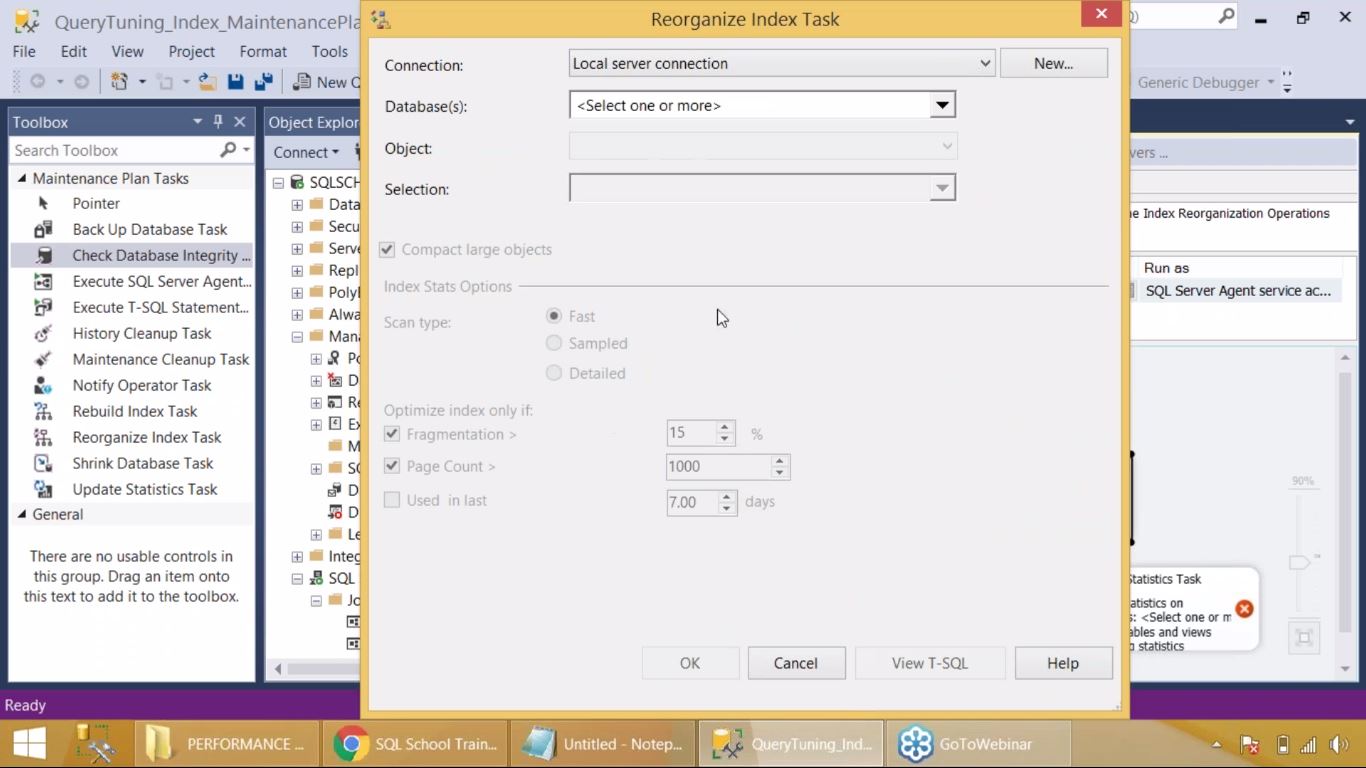 QueryTuning_Index_MaintenancePla
Reorganize Index Task
File Edit View Project Format Tools
New Q
Generic Debugger
Connection: Local server connection New...
Database(s): <Select one or more>
Object:
Selection:
Compact large objects
Index Stats Options
Scan type: Fast
Sampled
Detailed
Optimize index only if:
Fragmentation > 15 %
Page Count > 1000
Used in last 7.00 days
OK Cancel View T-SQL Help
Toolbox
Search Toolbox
Maintenance Plan Tasks
Pointer
Back Up Database Task
Check Database Integrity ...
Execute SQL Server Agent...
Execute T-SQL Statement...
History Cleanup Task
Maintenance Cleanup Task
Notify Operator Task
Rebuild Index Task
Reorganize Index Task
Shrink Database Task
Update Statistics Task
General
There are no usable controls in
this group. Drag an item onto
this text to add it to the toolbox.
Object Explor
Connect
SQLSCH
Data
Secu
Serve
Repl
Poly
Alwa
Mana
Po
D
Re
Ex
M
SC
D
D
Le
Integ
SQL
Jo
vers ...
ne Index Reorganization Operations
Run as
SQL Server Agent service ac...
90%
Statistics Task
atistics on
s: <Select one or m
ables and views
g statistics
Ready
PERFORMANCE ...
SQL School Train...
Untitled - Notep...
QueryTuning_Ind...
GoToWebinar